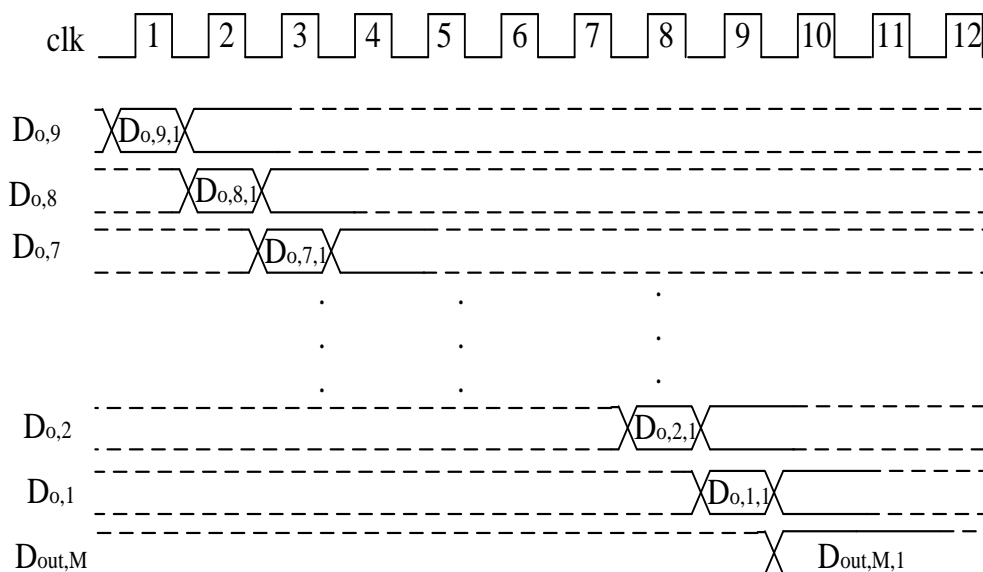 clk 1 2 3 4 5 6 7 8 9 10 11 12
Do,9 Do,9,1
Do,8 Do,8,1
Do,7 Do,7,1
Do,2 Do,2,1
Do,1 Do,1,1
Dout,M Dout,M,1